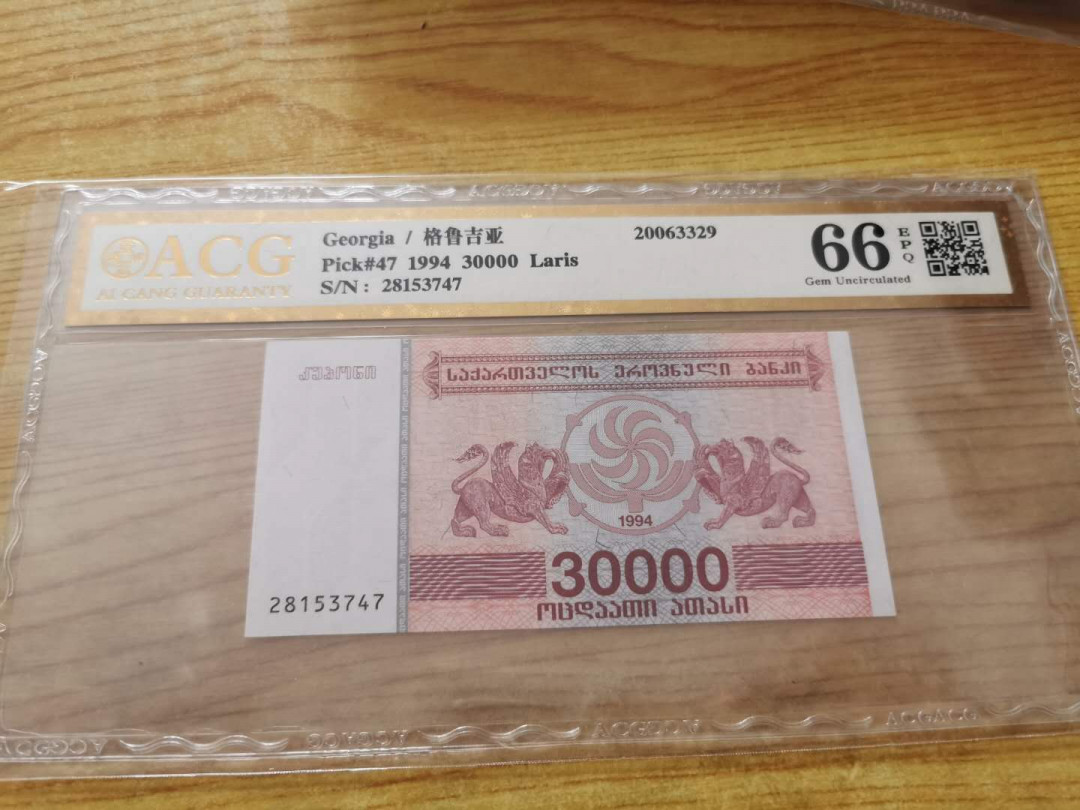 ACG
AI CANG GUARANTY
Georgia / 格鲁吉亚
Pick#47 1994 30000 Laris
S/N: 28153747
20063329
66
EPQ
Gem Uncirculated
კუპონი
საქართველოს ეროვნული ბანკი
1994
30000
ოცდაათი ათასი
28153747